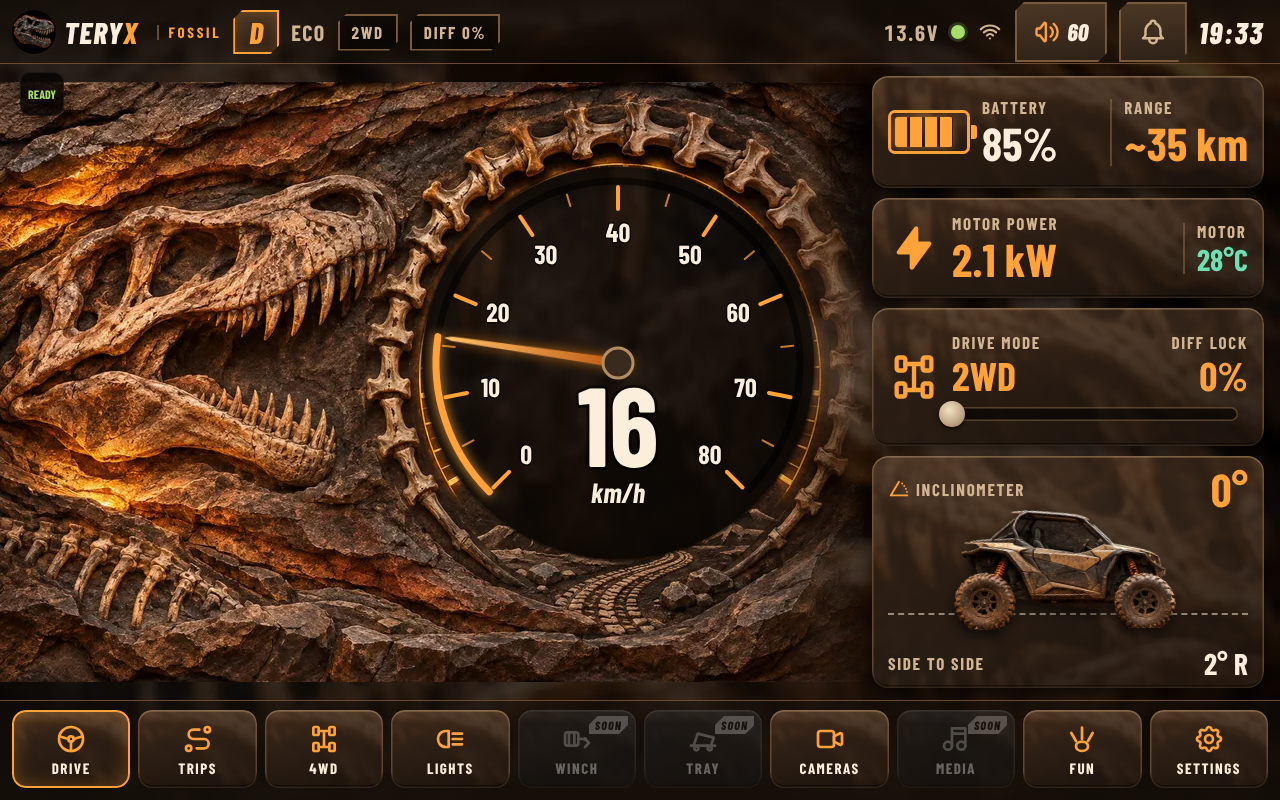 TERYX
FOSSIL
D
ECO
2WD
DIFF 0%
13.6V
60
19:33
READY
BATTERY
85%
RANGE
~35 km
MOTOR POWER
2.1 kW
MOTOR
28°C
DRIVE MODE
2WD
DIFF LOCK
0%
INCLINOMETER
0°
SIDE TO SIDE
2° R
0
10
20
30
40
50
60
70
80
16
km/h
DRIVE
TRIPS
4WD
LIGHTS
SOON
WINCH
SOON
TRAY
CAMERAS
SOON
MEDIA
FUN
SETTINGS